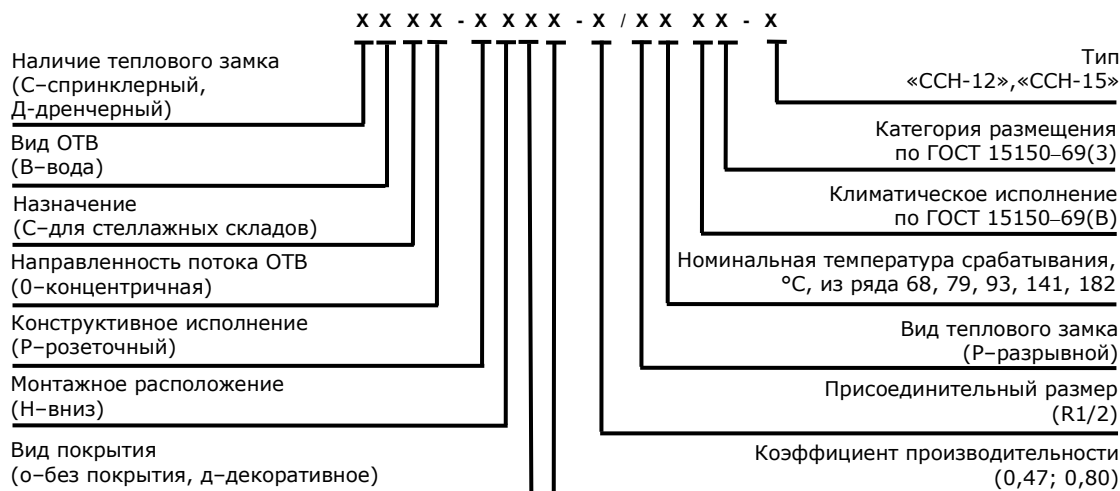 X X X X - X X X X - X / X X X X - X
Наличие теплового замка
(С–спринклерный,
Д-дренчерный)
Вид ОТВ
(В–вода)
Назначение
(С–для стеллажных складов)
Направленность потока ОТВ
(0–концентричная)
Конструктивное исполнение
(Р–розеточный)
Монтажное расположение
(Н–вниз)
Вид покрытия
(о–без покрытия, д–декоративное)
Тип
«ССН-12»,«ССН-15»
Категория размещения
по ГОСТ 15150–69(3)
Климатическое исполнение
по ГОСТ 15150–69(В)
Номинальная температура срабатывания,
°С, из ряда 68, 79, 93, 141, 182
Вид теплового замка
(Р–разрывной)
Присоединительный размер
(R1/2)
Коэффициент производительности
(0,47; 0,80)